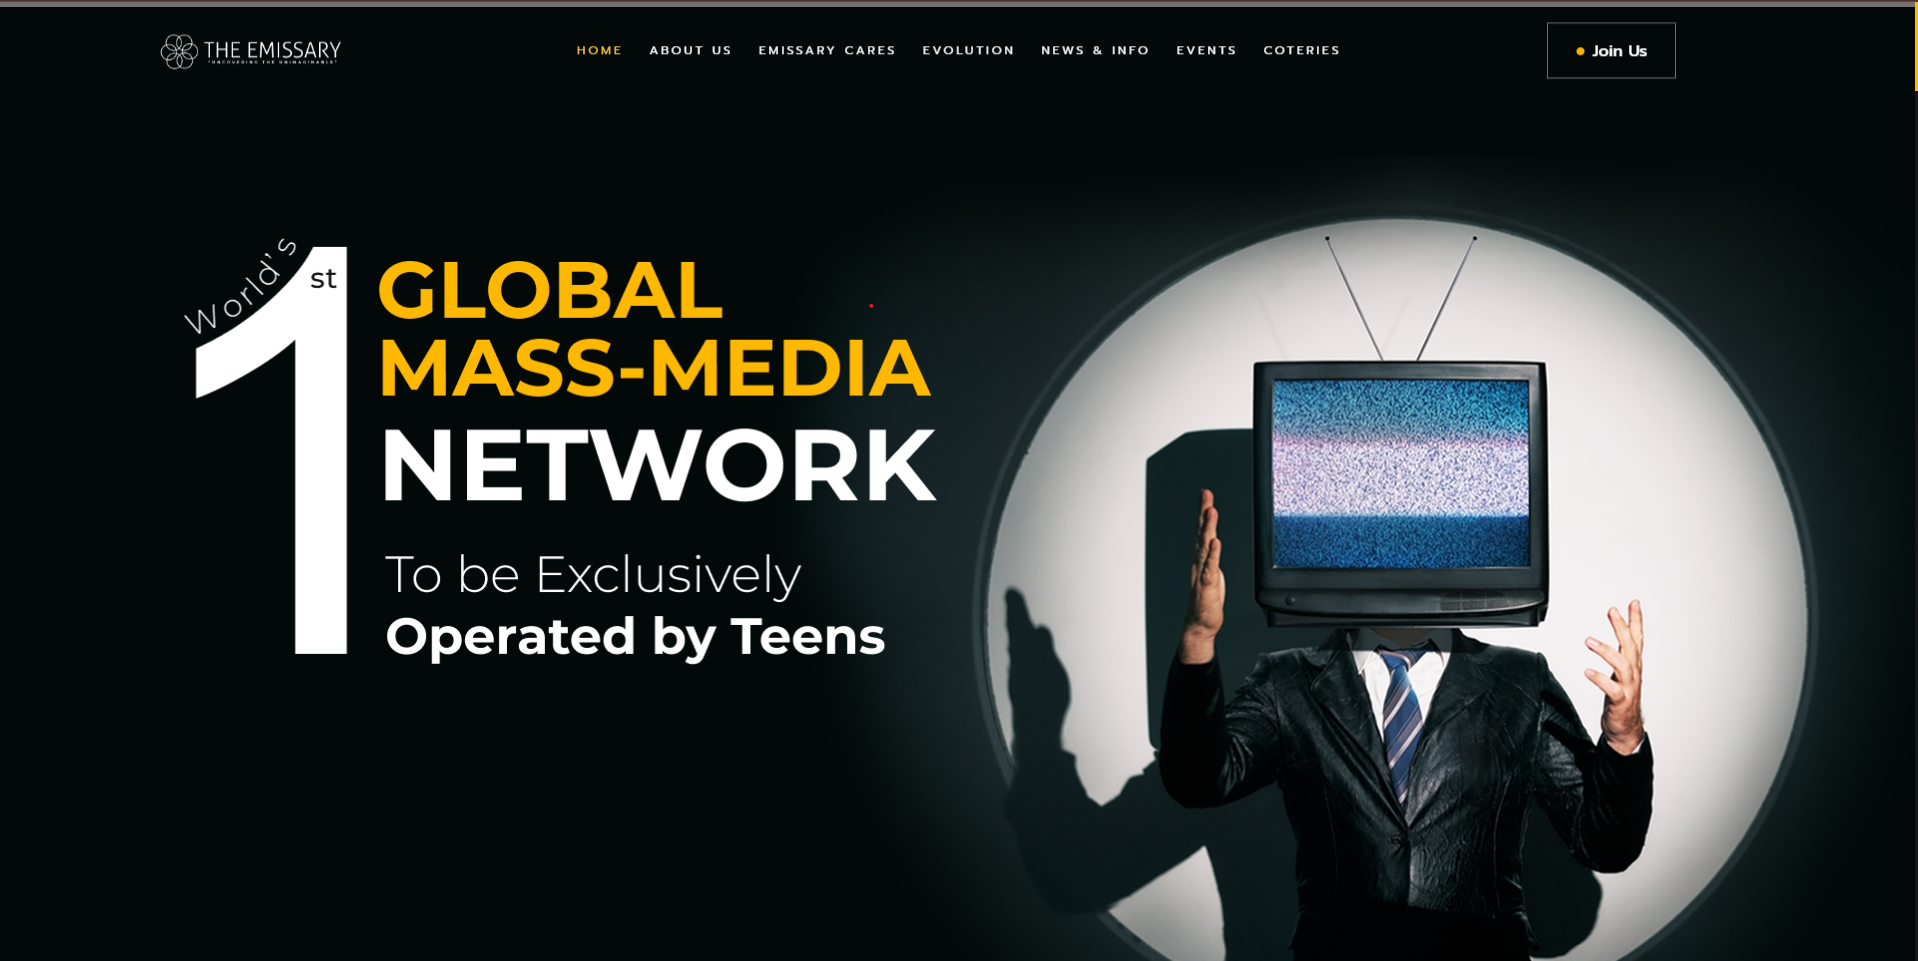 THE EMISSARY
"UNCOVERING THE UNIMAGINABLE"
HOME ABOUT US EMISSARY CARES EVOLUTION NEWS & INFO EVENTS COTERIES
Join Us
World's
1st
GLOBAL
MASS-MEDIA
NETWORK
To be Exclusively
Operated by Teens